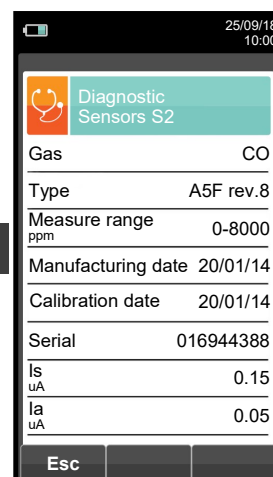 25/09/18
10:00
Diagnostic
Sensors S2
Gas CO
Type A5F rev.8
Measure range 0-8000
ppm
Manufacturing date 20/01/14
Calibration date 20/01/14
Serial 016944388
Is 0.15
uA
Ia 0.05
uA
Esc